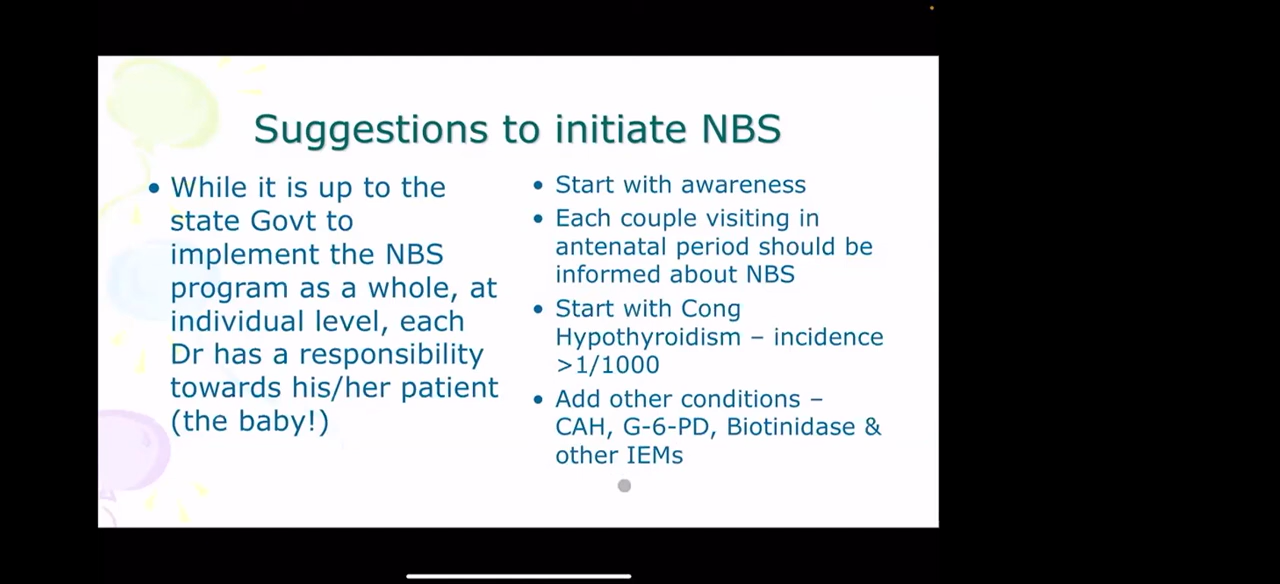 Suggestions to initiate NBS
• While it is up to the
state Govt to
implement the NBS
program as a whole, at
individual level, each
Dr has a responsibility
towards his/her patient
(the baby!)
• Start with awareness
• Each couple visiting in
antenatal period should be
informed about NBS
• Start with Cong
Hypothyroidism – incidence
>1/1000
• Add other conditions –
CAH, G-6-PD, Biotinidase &
other IEMs